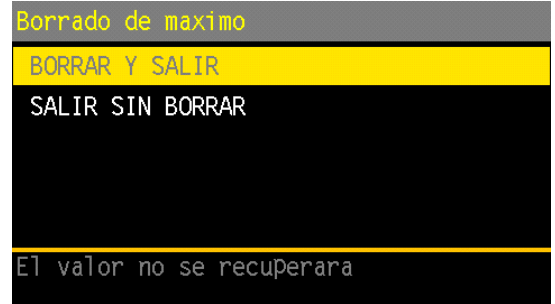 Borrado de maximo
BORRAR Y SALIR
SALIR SIN BORRAR
El valor no se recuperara